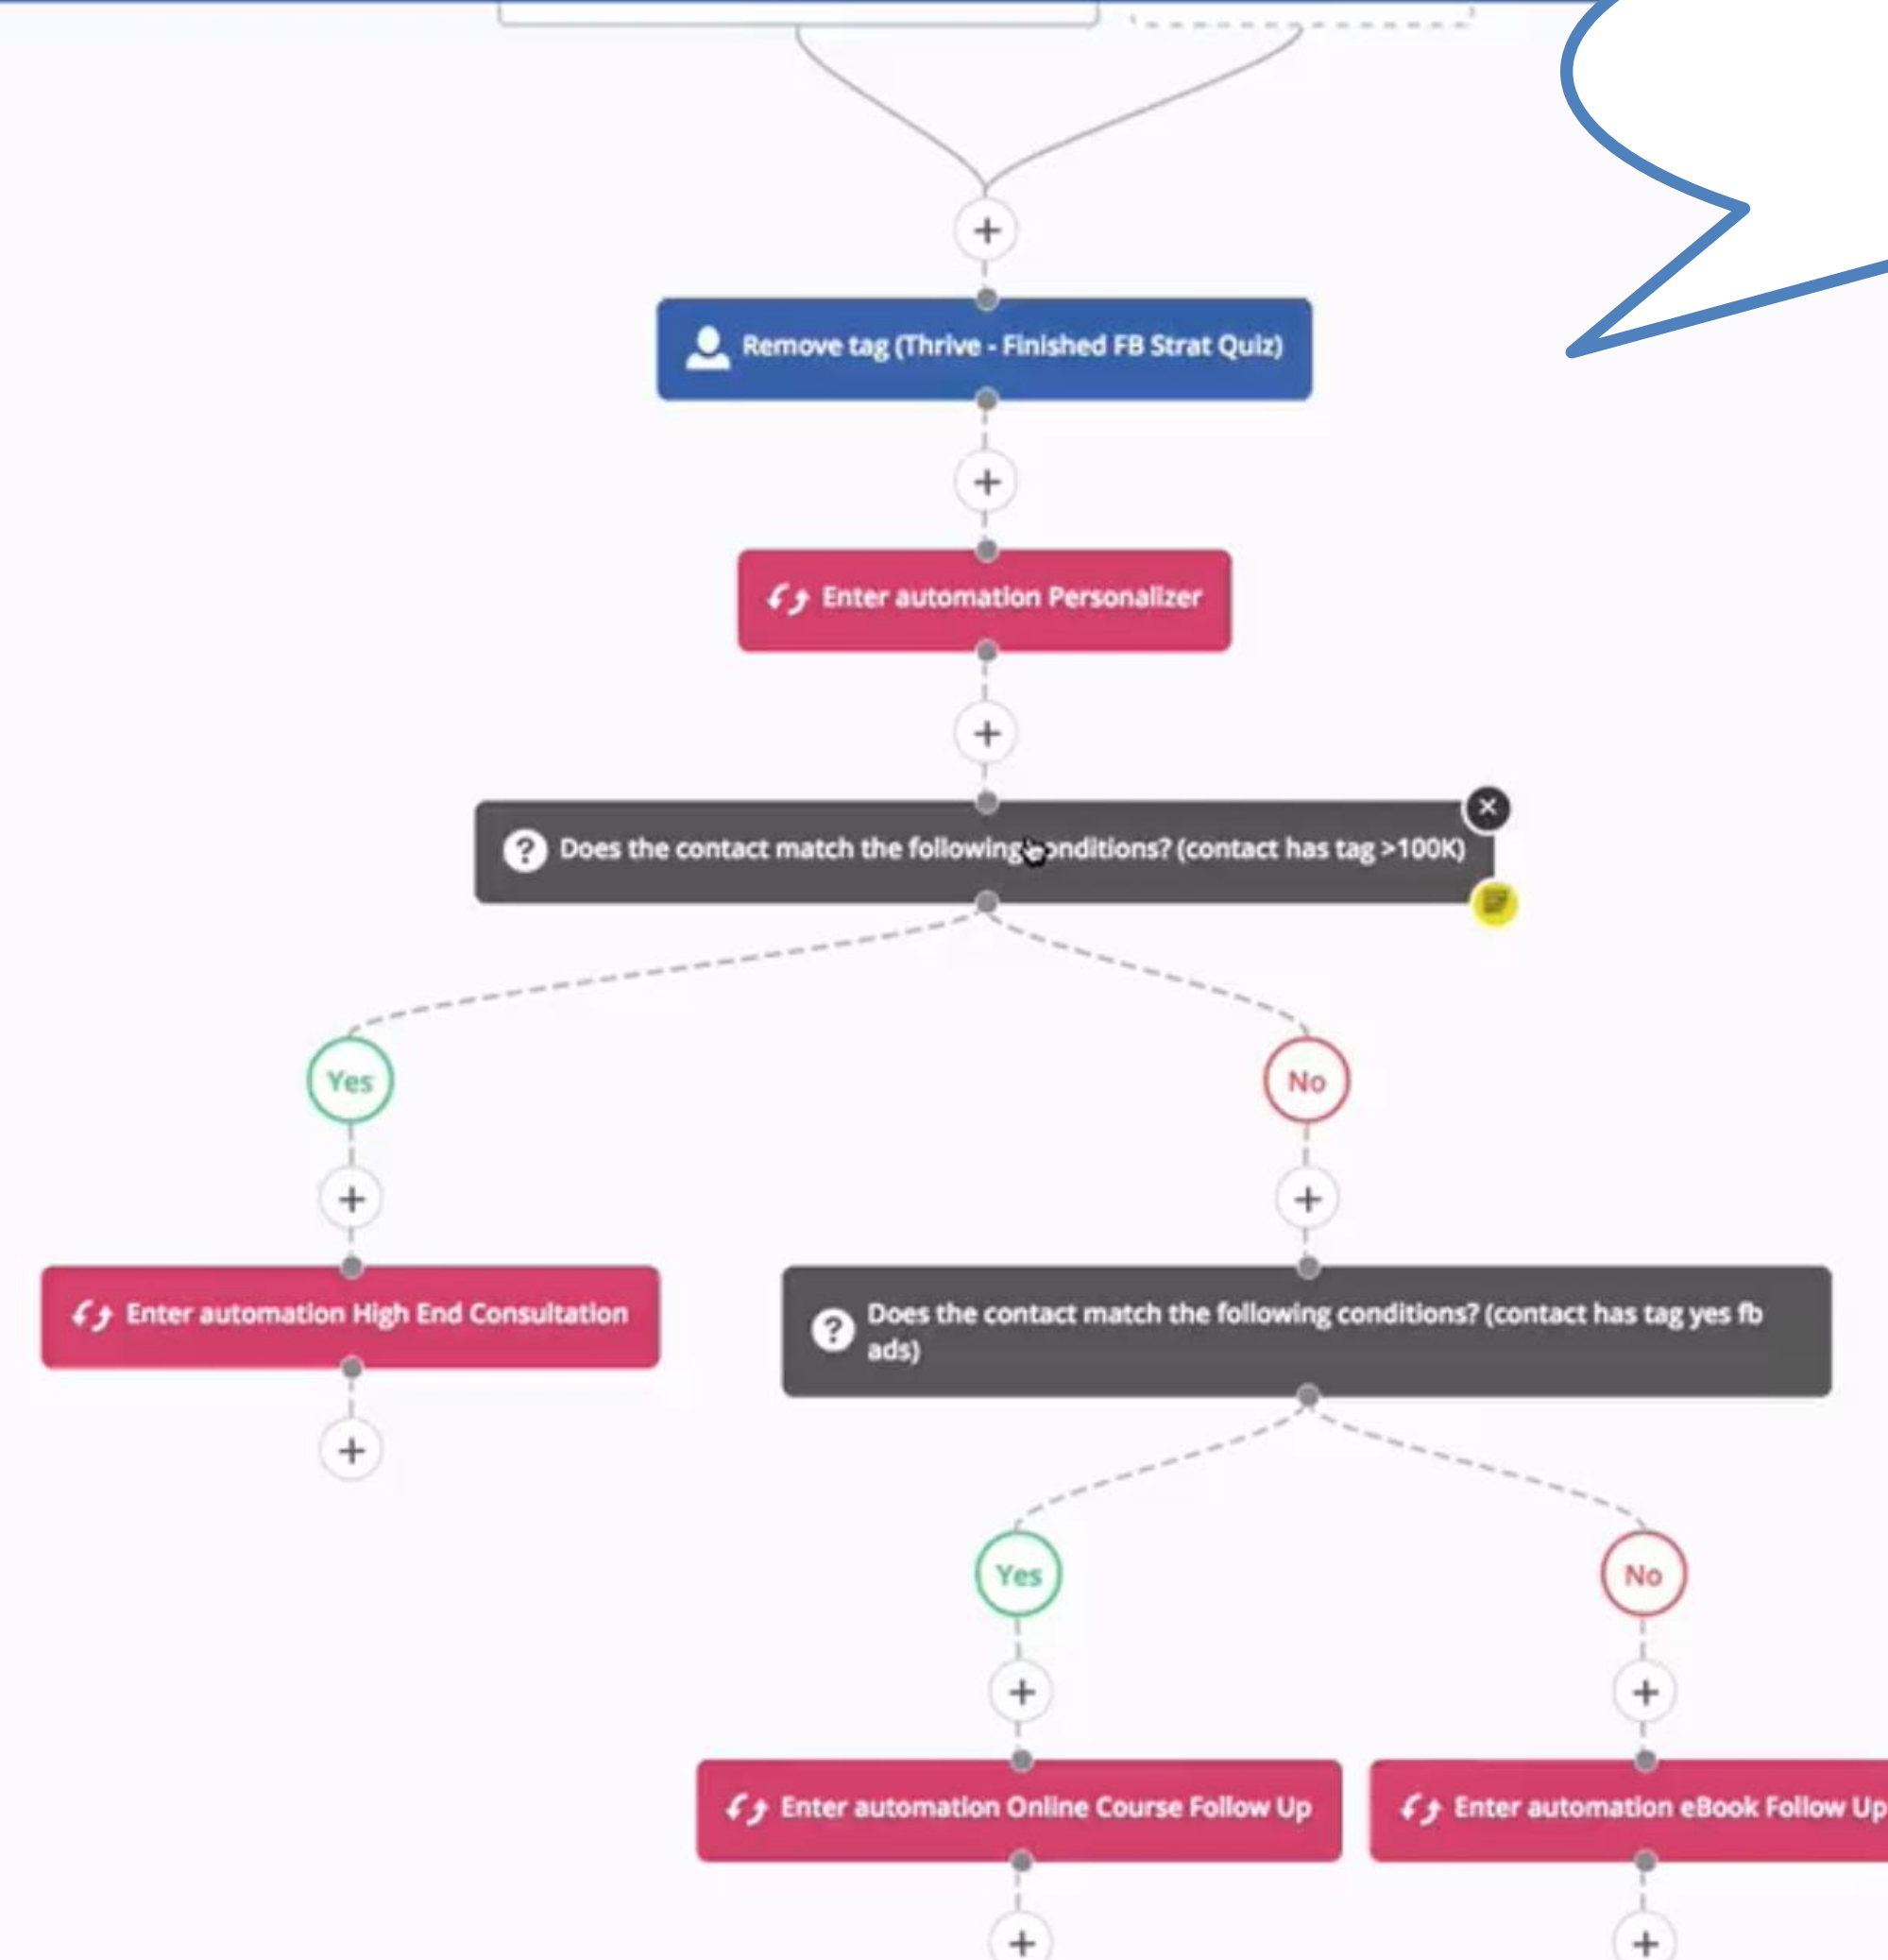 Remove tag (Thrive - Finished FB Strat Quiz)
Enter automation Personalizer
Does the contact match the following conditions? (contact has tag >100K)
Yes
No
Enter automation High End Consultation
Does the contact match the following conditions? (contact has tag yes fb
ads)
Yes
No
Enter automation Online Course Follow Up
Enter automation eBook Follow Up